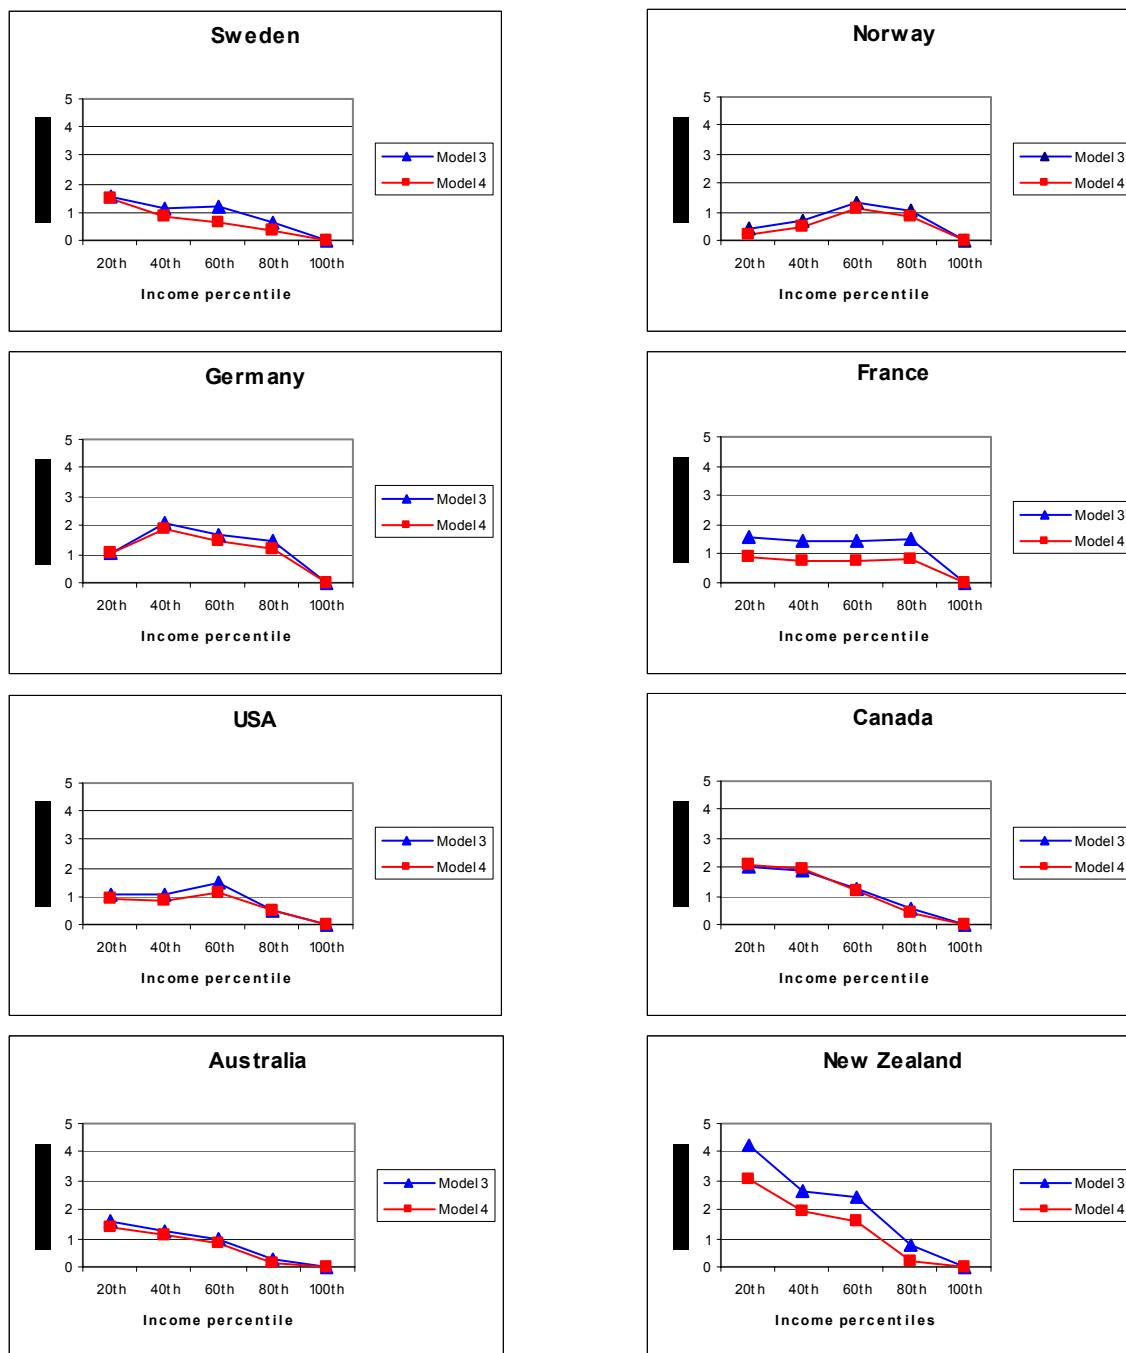 Sweden
5
4
3
2
1
0
20th 40th 60th 80th 100th
Income percentile
Model 3
Model 4
Norway
5
4
3
2
1
0
20th 40th 60th 80th 100th
Income percentile
Model 3
Model 4
Germany
5
4
3
2
1
0
20th 40th 60th 80th 100th
Income percentile
Model 3
Model 4
France
5
4
3
2
1
0
20th 40th 60th 80th 100th
Income percentile
Model 3
Model 4
USA
5
4
3
2
1
0
20th 40th 60th 80th 100th
Income percentile
Model 3
Model 4
Canada
5
4
3
2
1
0
20th 40th 60th 80th 100th
Income percentile
Model 3
Model 4
Australia
5
4
3
2
1
0
20th 40th 60th 80th 100th
Income percentile
Model 3
Model 4
New Zealand
5
4
3
2
1
0
20th 40th 60th 80th 100th
Income percentiles
Model 3
Model 4